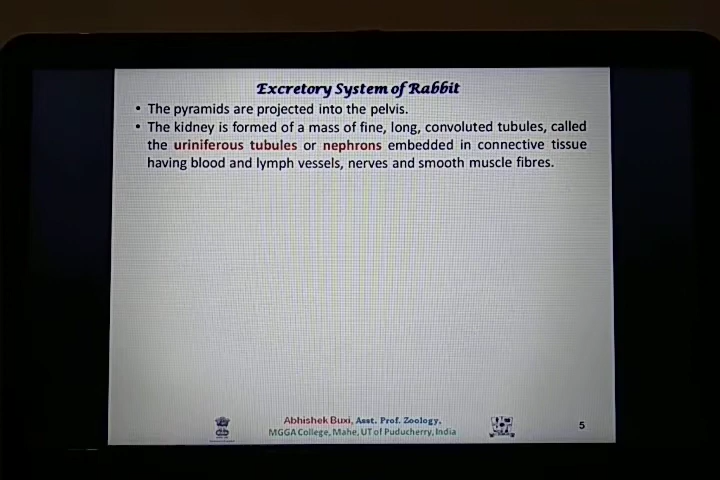 Excretory System of Rabbit
• The pyramids are projected into the pelvis.
• The kidney is formed of a mass of fine, long, convoluted tubules, called
the uriniferous tubules or nephrons embedded in connective tissue
having blood and lymph vessels, nerves and smooth muscle fibres.
Abhishek Buxi, Asst. Prof. Zoology,
MGGA College, Mahe, UT of Puducherry, India
5